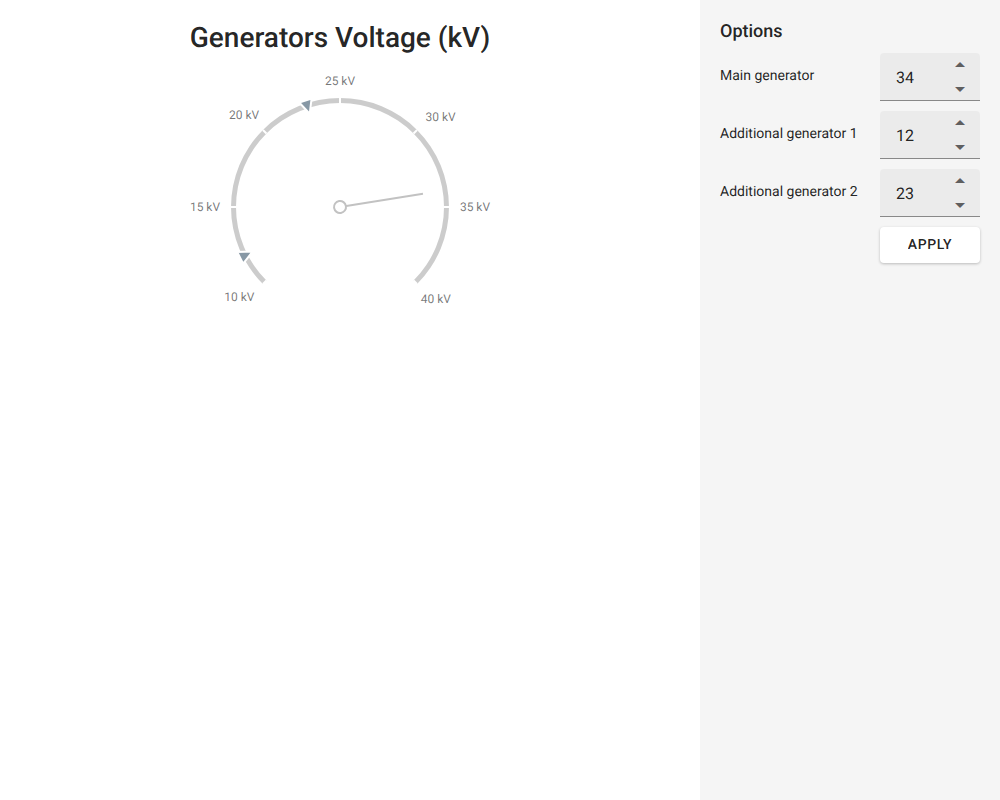 Generators Voltage (kV)
25 kV
20 kV
30 kV
15 kV
35 kV
10 kV
40 kV
Options
Main generator
34
Additional generator 1
12
Additional generator 2
23
APPLY